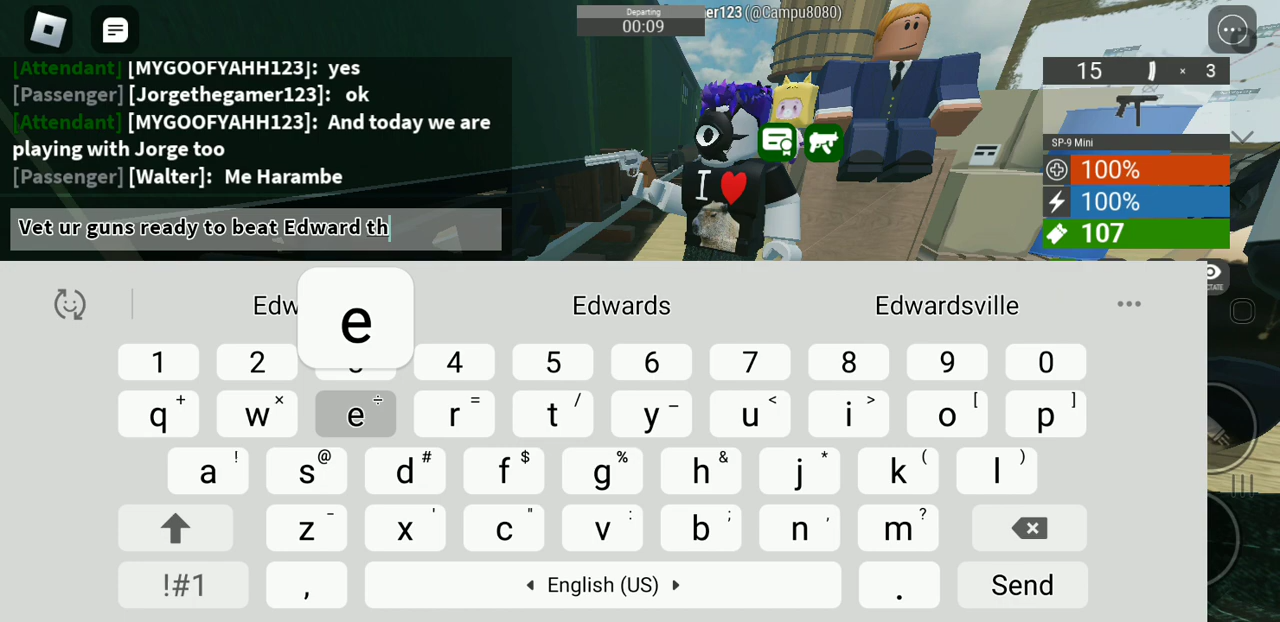 Departing
00:09
er123 (@Campu8080)
[Attendant] [MYGOOFYAHH123]: yes
[Passenger] [Jorgethegamer123]: ok
[Attendant] [MYGOOFYAHH123]: And today we are
playing with Jorge too
[Passenger] [Walter]: Me Harambe
Vet ur guns ready to beat Edward th
I
15 × 3
SP-9 Mini
100%
100%
107
Edw
Edwards
Edwardsville
e
1 2 4 5 6 7 8 9 0
q + w × e ÷ r = t / y _ u < i > o [ p ]
a ! s @ d # f $ g % h & j * k ( l )
z - x ' c " v : b ; n , m ?
!#1 , English (US) . Send